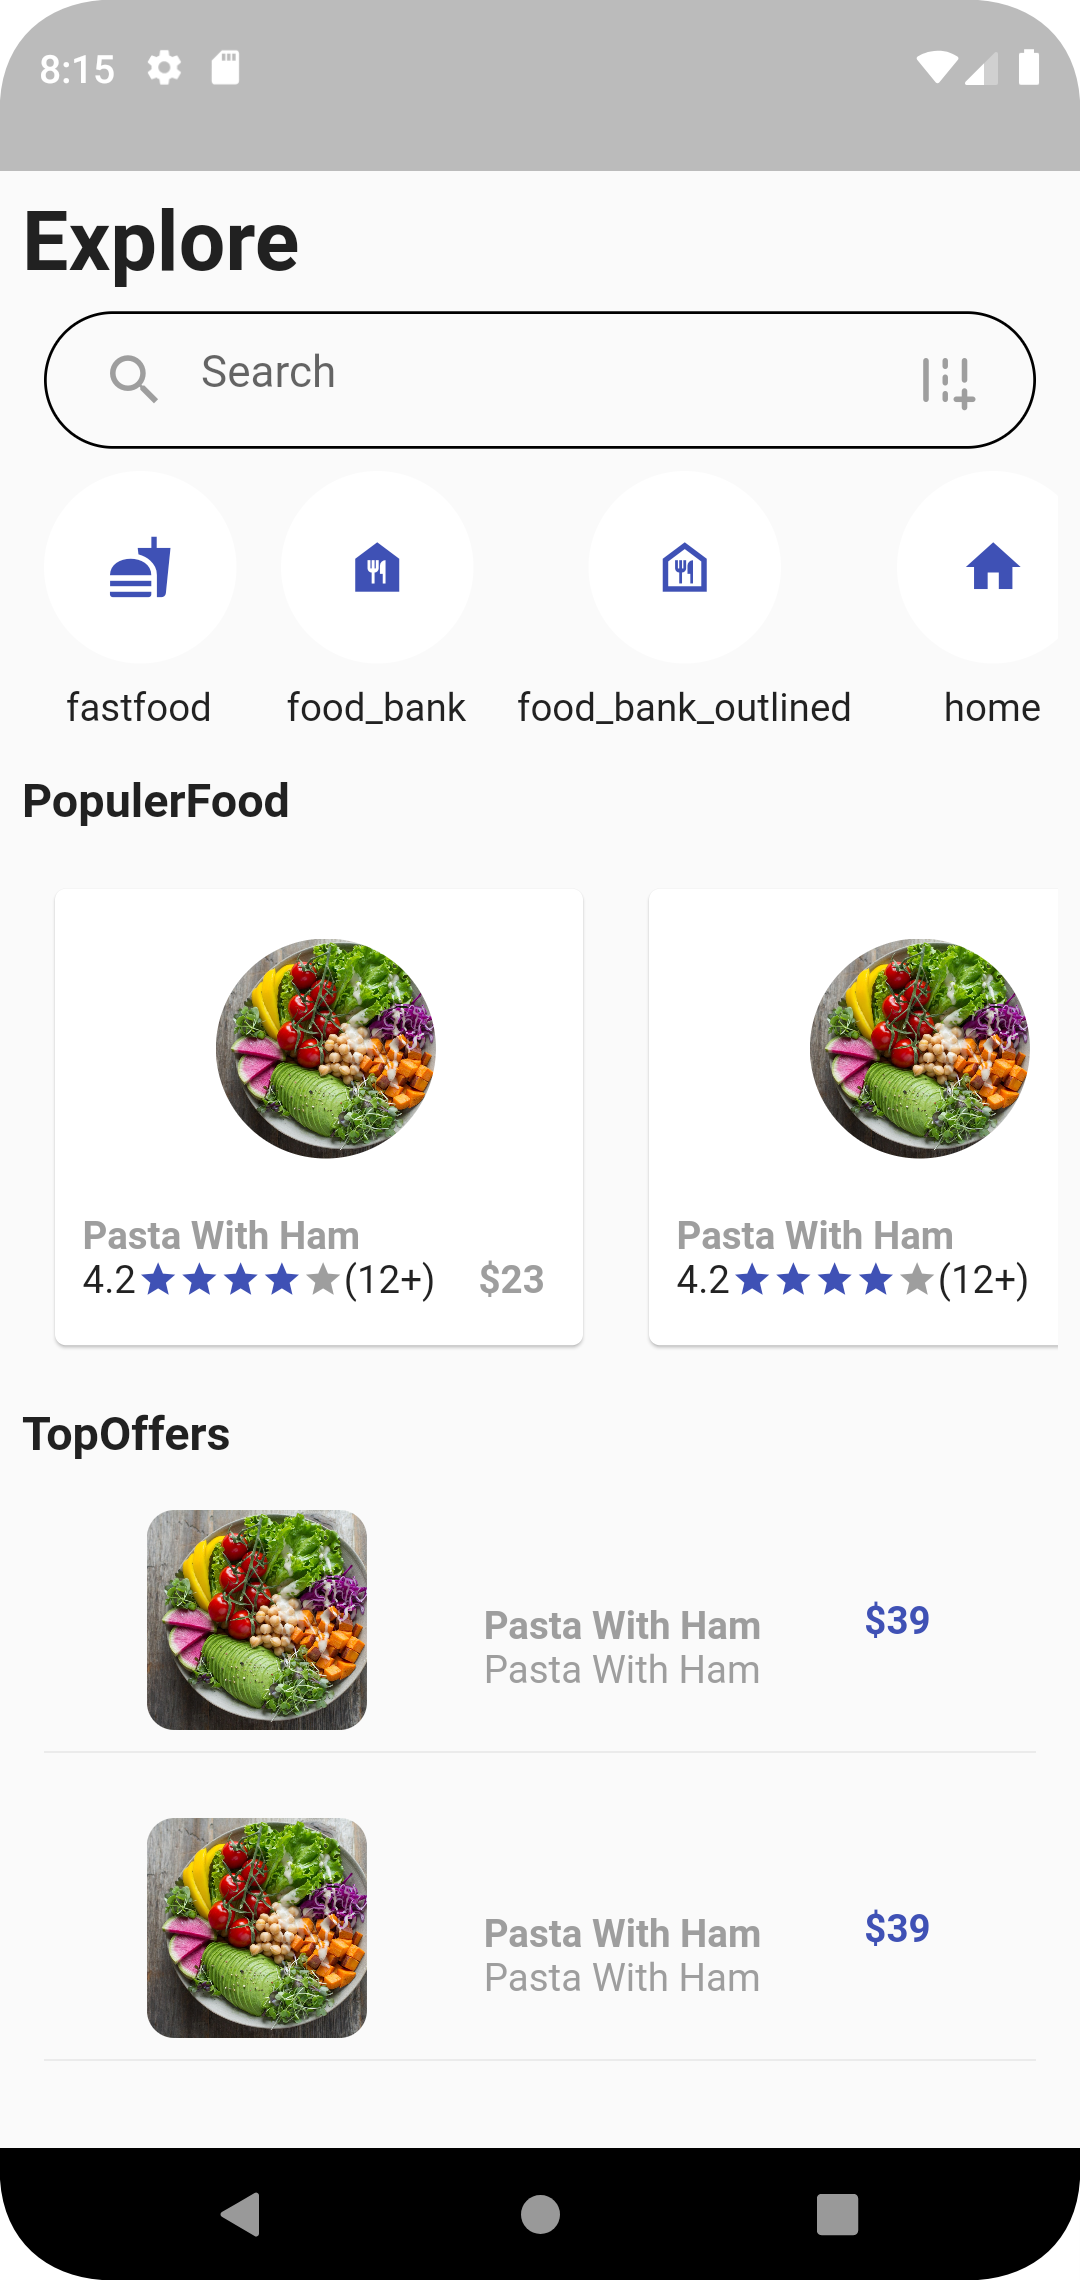 8:15
Explore
Search
fastfood
food_bank
food_bank_outlined
home
PopulerFood
Pasta With Ham
4.2 (12+) $23
Pasta With Ham
4.2 (12+)
TopOffers
Pasta With Ham
Pasta With Ham
$39
Pasta With Ham
Pasta With Ham
$39